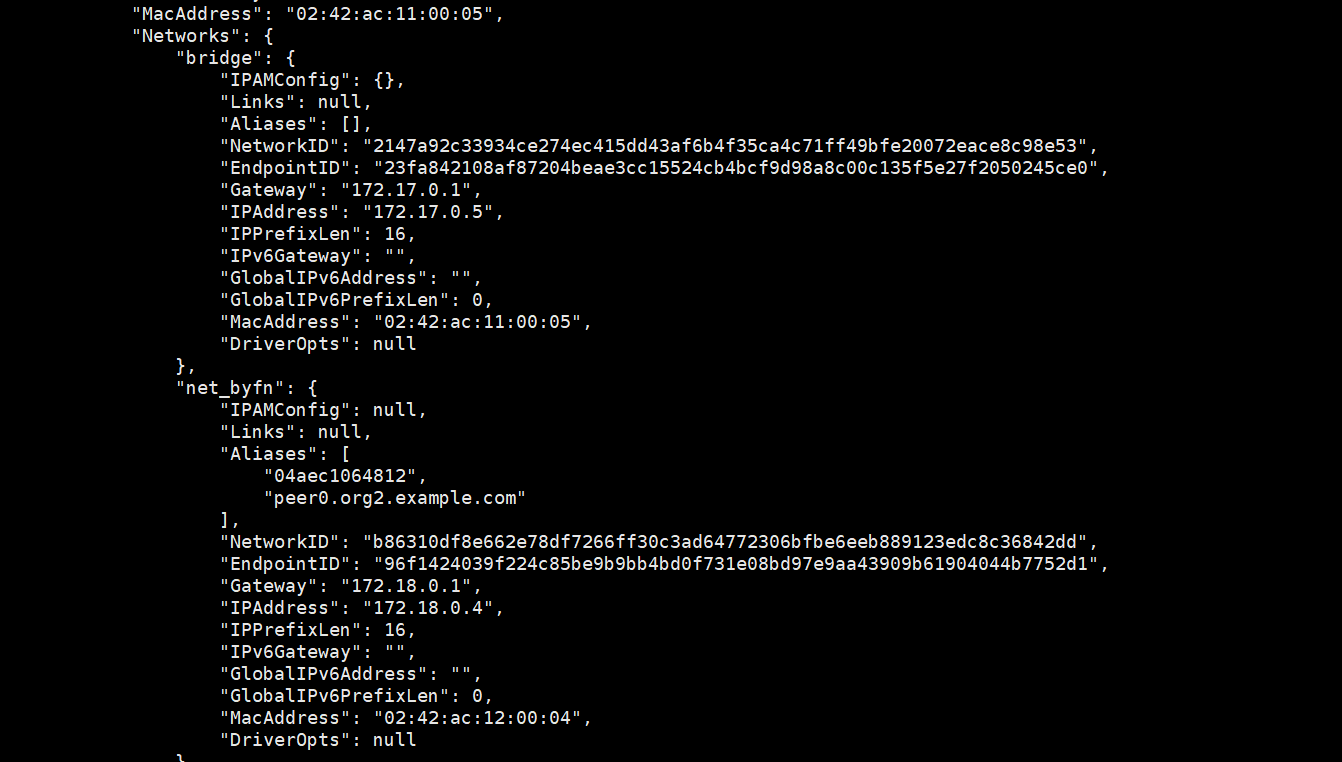 "MacAddress": "02:42:ac:11:00:05",
"Networks": {
"bridge": {
"IPAMConfig": {},
"Links": null,
"Aliases": [],
"NetworkID": "2147a92c33934ce274ec415dd43af6b4f35ca4c71ff49bfe20072eace8c98e53",
"EndpointID": "23fa842108af87204beae3cc15524cb4bcf9d98a8c00c135f5e27f2050245ce0",
"Gateway": "172.17.0.1",
"IPAddress": "172.17.0.5",
"IPPrefixLen": 16,
"IPv6Gateway": "",
"GlobalIPv6Address": "",
"GlobalIPv6PrefixLen": 0,
"MacAddress": "02:42:ac:11:00:05",
"DriverOpts": null
},
"net_byfn": {
"IPAMConfig": null,
"Links": null,
"Aliases": [
"04aec1064812",
"peer0.org2.example.com"
],
"NetworkID": "b86310df8e662e78df7266ff30c3ad64772306bfbe6eeb889123edc8c36842dd",
"EndpointID": "96f1424039f224c85be9b9bb4bd0f731e08bd97e9aa43909b61904044b7752d1",
"Gateway": "172.18.0.1",
"IPAddress": "172.18.0.4",
"IPPrefixLen": 16,
"IPv6Gateway": "",
"GlobalIPv6Address": "",
"GlobalIPv6PrefixLen": 0,
"MacAddress": "02:42:ac:12:00:04",
"DriverOpts": null
}